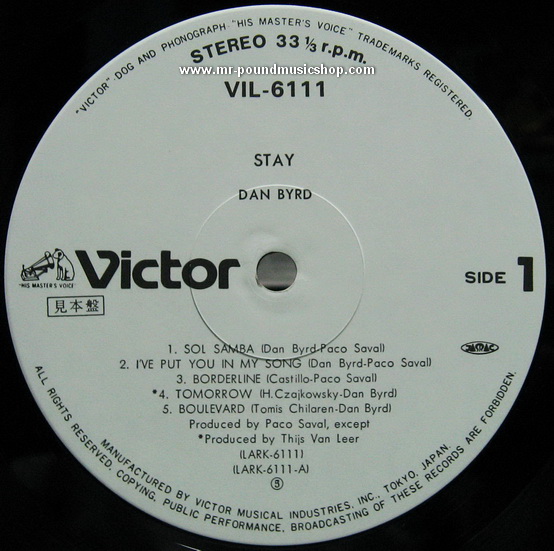 "VICTOR"-DOG AND PHONOGRAPH-"HIS MASTER'S VOICE" TRADEMARKS REGISTERED.
STEREO 33 1/3 r.p.m.
www.mr-poundmusicshop.com
VIL-6111
STAY
DAN BYRD
"HIS MASTER'S VOICE"
Victor
SIDE 1
見本盤
JASRAC
1. SOL SAMBA (Dan Byrd-Paco Saval)
2. I'VE PUT YOU IN MY SONG (Dan Byrd-Paco Saval)
3. BORDERLINE (Castillo-Paco Saval)
*4. TOMORROW (H.Czajkowsky-Dan Byrd)
5. BOULEVARD (Tomis Chilaren-Dan Byrd)
Produced by Paco Saval, except
*Produced by Thijs Van Leer
(LARK-6111)
(LARK-6111-A)
ALL RIGHTS RESERVED, COPYING, PUBLIC PERFORMANCE, BROADCASTING OF THESE RECORDS ARE FORBIDDEN.
MANUFACTURED BY VICTOR MUSICAL INDUSTRIES, INC., TOKYO, JAPAN.